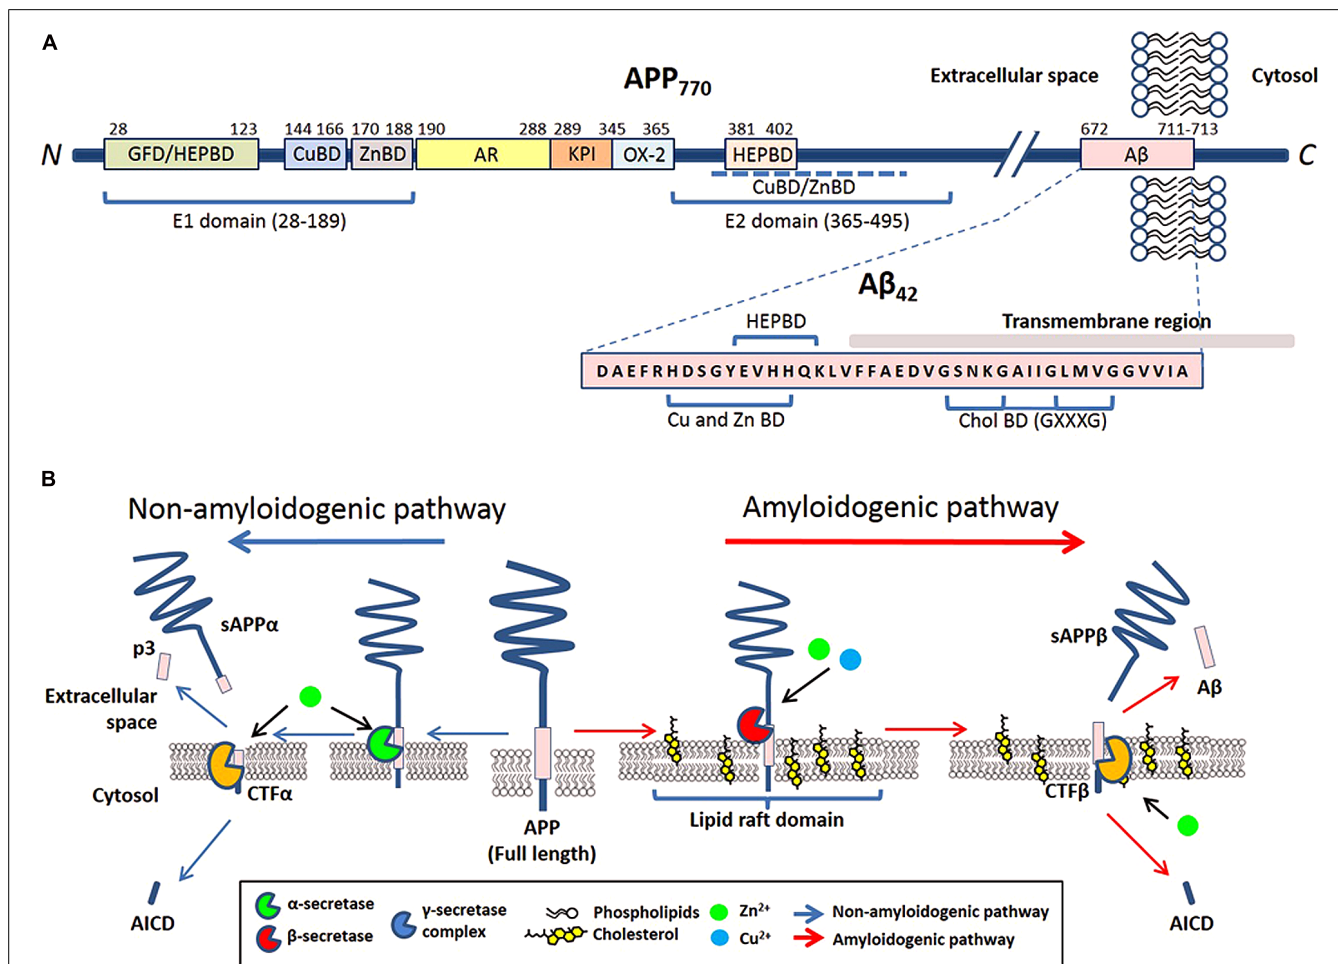 A
APP770
Extracellular space
Cytosol
28 123 144 166 170 188 190 288 289 345 365 381 402 672 711-713
N GFD/HEPBD CuBD ZnBD AR KPI OX-2 HEPBD Aβ C
CuBD/ZnBD
E1 domain (28-189)
E2 domain (365-495)
Aβ42
HEPBD
Transmembrane region
DAEFRHDSGYEVHHQKLVFFAEDVGSNKGAIIGLMVGGVVIA
Cu and Zn BD
Chol BD (GXXXG)
B
Non-amyloidogenic pathway
Amyloidogenic pathway
sAPPα
p3
Extracellular
space
Cytosol
CTFα
AICD
APP
(Full length)
Lipid raft domain
sAPPβ
Aβ
CTFβ
AICD
α-secretase
β-secretase
γ-secretase
complex
Phospholipids
Cholesterol
Zn2+
Cu2+
Non-amyloidogenic pathway
Amyloidogenic pathway